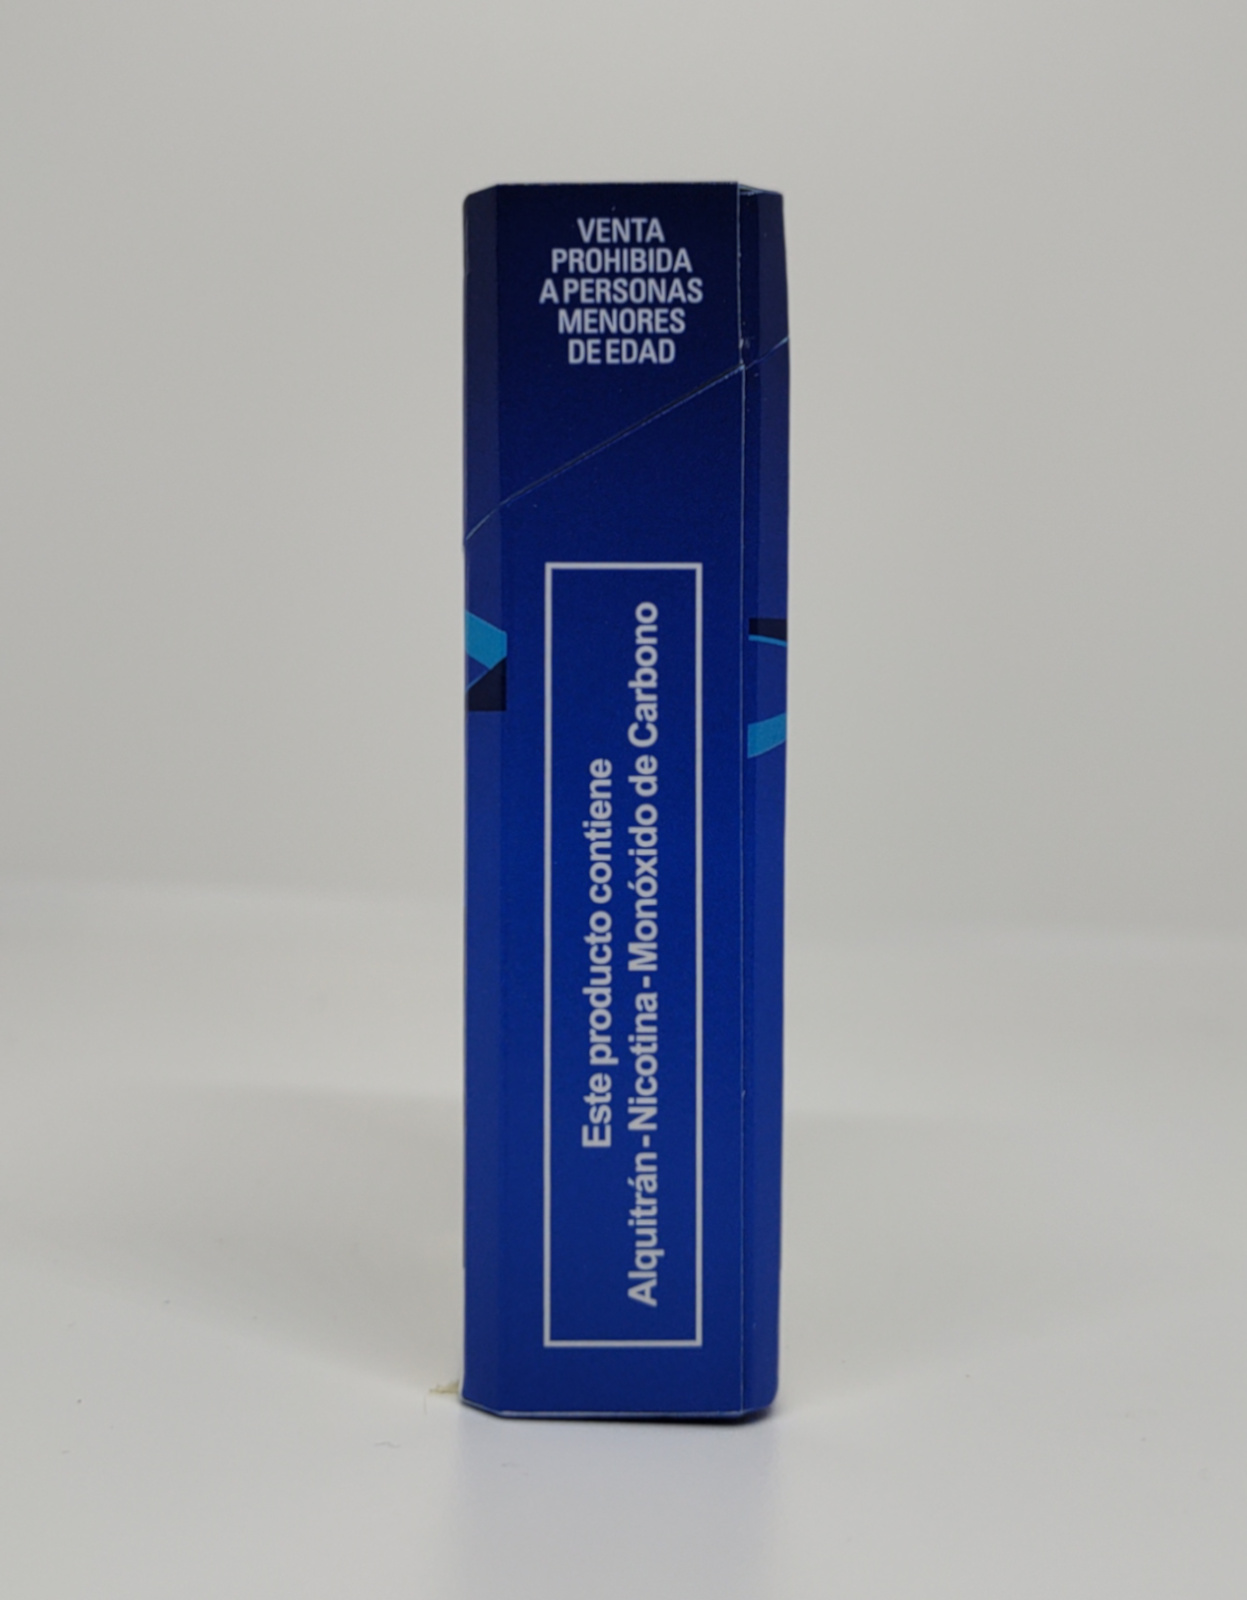 VENTA
PROHIBIDA
A PERSONAS
MENORES
DE EDAD
Este producto contiene
Alquitrán - Nicotina - Monóxido de Carbono